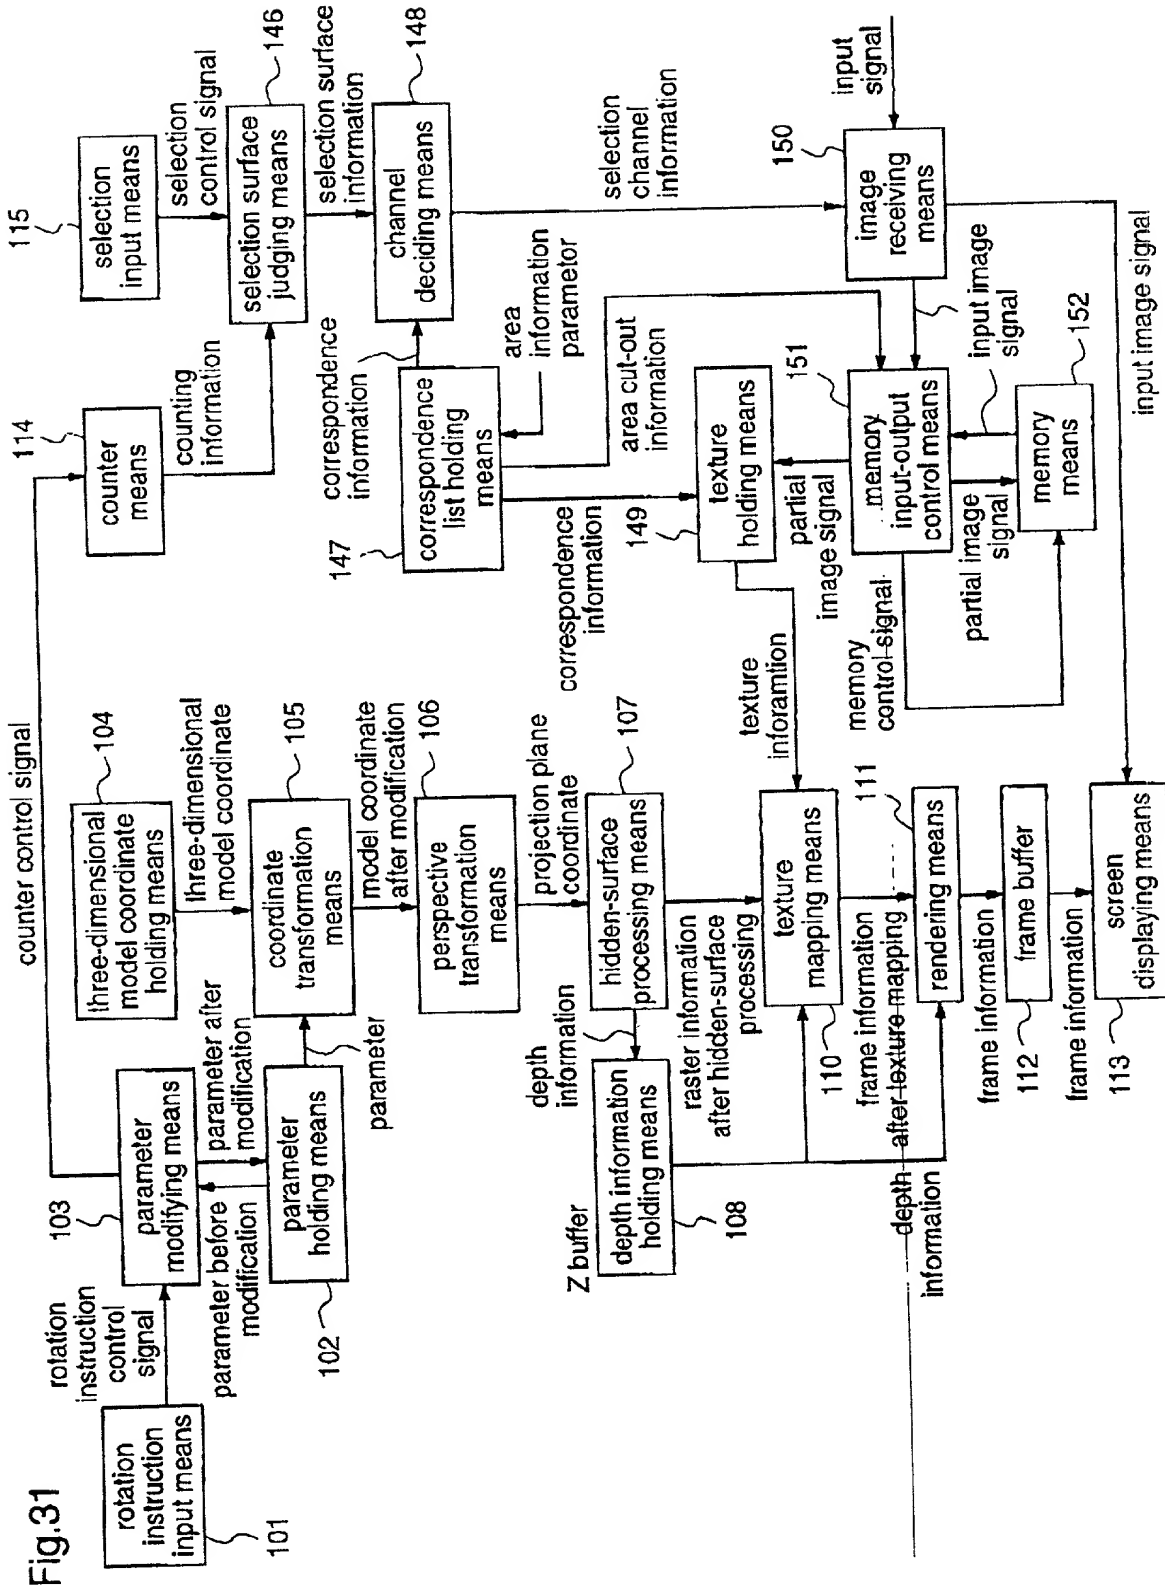 Fig.31
rotation
instruction
input means
101
rotation
instruction
control
signal
103
parameter
modifying means
parameter before
modification
parameter after
modification
parameter
holding means
102
parameter
counter control signal
three-dimensional
model coordinate
holding means
104
three-dimensional
model coordinate
coordinate
transformation
means
105
model coordinate
after modification
perspective
transformation
means
106
projection plane
coordinate
hidden-surface
processing means
107
depth
information
Z buffer
depth information
holding means
108
raster information
after hidden-surface
processing
texture
mapping means
110
frame information
after texture mapping
depth
information
rendering means
111
frame information
frame buffer
112
frame information
screen
displaying means
113
114
counter
means
counting
information
115
selection
input means
selection
control signal
selection surface
judging means
146
selection surface
information
channel
deciding means
148
correspondence
information
147
correspondence
list holding
means
area
information
parametor
selection
channel
information
correspondence
information
area cut-out
information
149
texture
holding means
texture
inforamtion
partial
image signal
151
memory
input-output
control means
memory
control signal
partial image
signal
input image
signal
memory
means
152
150
image
receiving
means
input
signal
input image
signal
input image signal